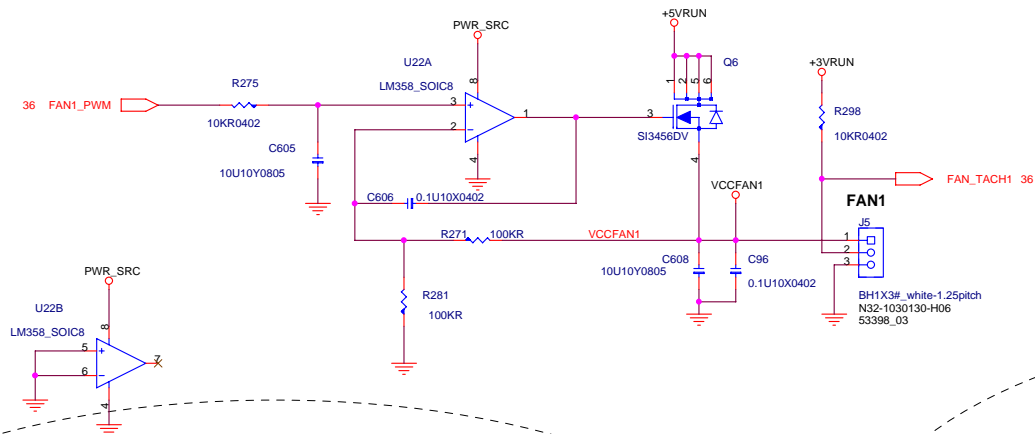 +5VRUN
PWR_SRC
U22A
LM358_SOIC8
Q6
1
2
5
6
+3VRUN
R275
36 FAN1_PWM
10KR0402
8
3
+
2
-
1
4
3
SI3456DV
4
R298
10KR0402
C605
10U10Y0805
FAN_TACH1 36
C606
0.1U10X0402
VCCFAN1
FAN1
J5
R271
100KR
VCCFAN1
1
2
3
C608
10U10Y0805
C96
0.1U10X0402
R281
100KR
BH1X3#_white-1.25pitch
N32-1030130-H06
53398_03
PWR_SRC
U22B
LM358_SOIC8
8
5
+
6
-
7
4